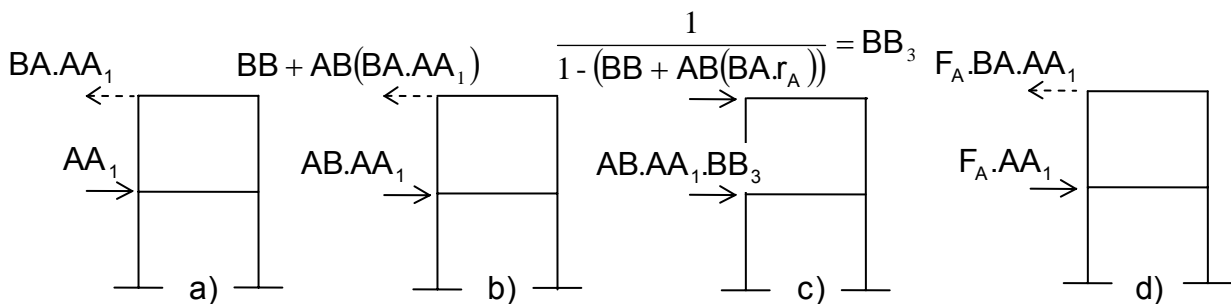 BA.AA₁
AA₁
a)
BB + AB(BA.AA₁)
AB.AA₁
b)
1
1 - (BB + AB(BA.r_A)) = BB₃
AB.AA₁.BB₃
c)
F_A.BA.AA₁
F_A.AA₁
d)